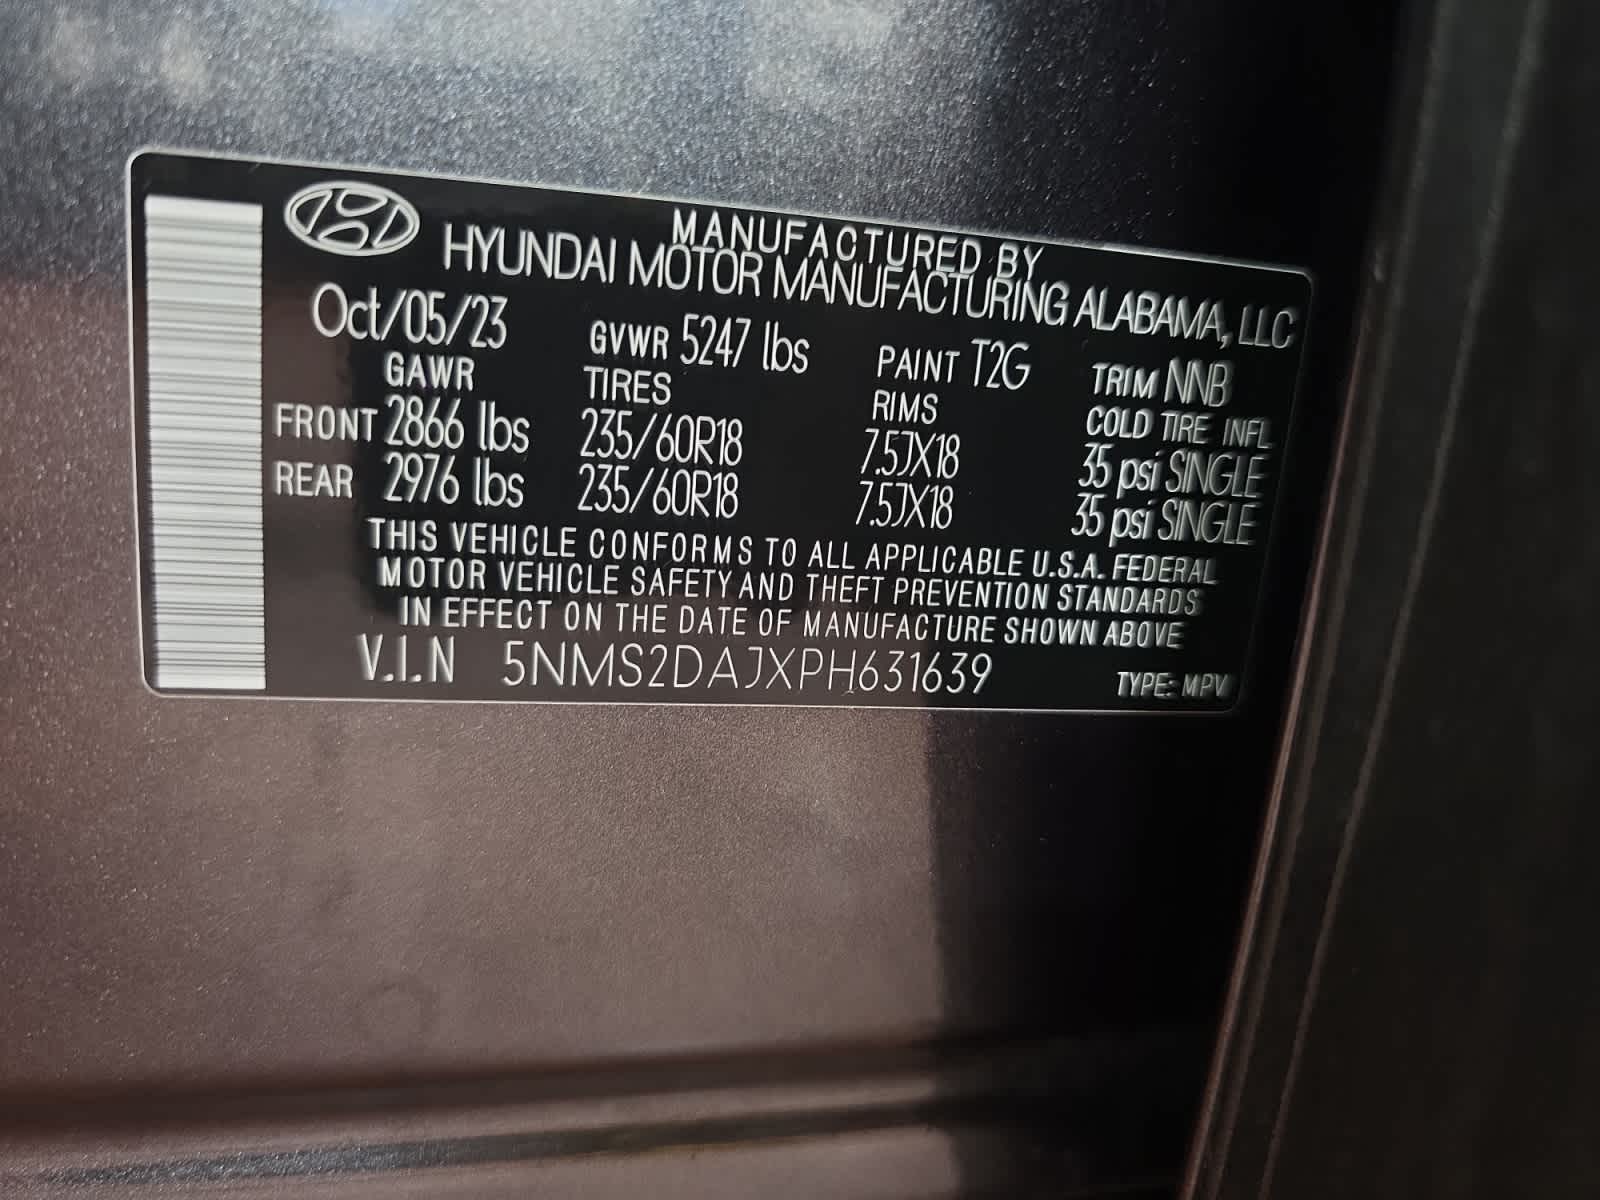 MANUFACTURED BY
HYUNDAI MOTOR MANUFACTURING ALABAMA, LLC
Oct/05/23 GVWR 5247 lbs PAINT T2G TRIM NNB
GAWR TIRES RIMS COLD TIRE INFL
FRONT 2866 lbs 235/60R18 7.5JX18 35 psi SINGLE
REAR 2976 lbs 235/60R18 7.5JX18 35 psi SINGLE
THIS VEHICLE CONFORMS TO ALL APPLICABLE U.S.A. FEDERAL
MOTOR VEHICLE SAFETY AND THEFT PREVENTION STANDARDS
IN EFFECT ON THE DATE OF MANUFACTURE SHOWN ABOVE
V.I.N 5NMS2DAJXPH631639 TYPE: MPV